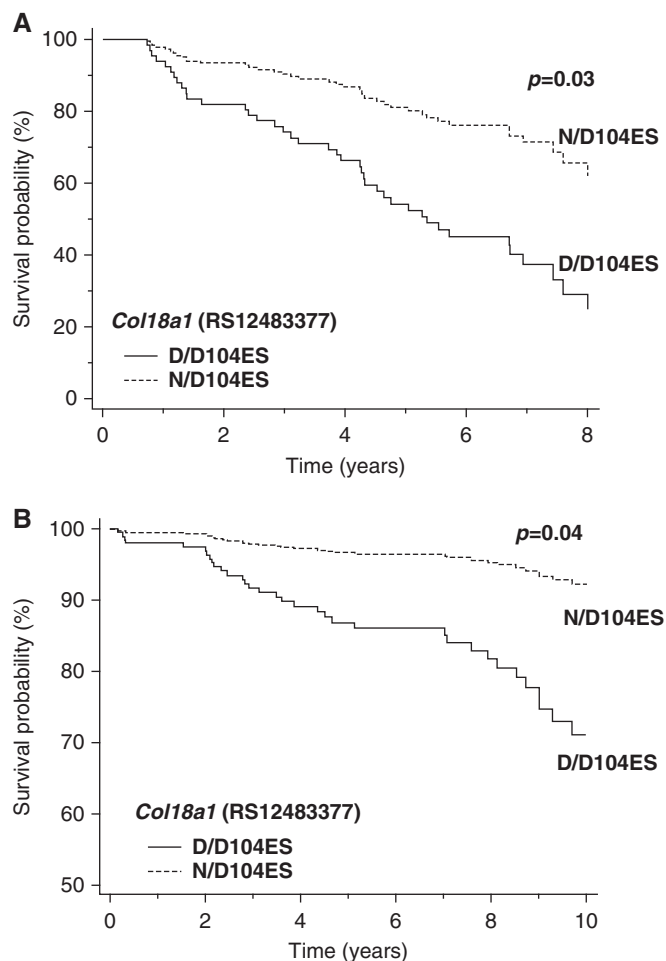 A
100
80
60
40
20
0
Survival probability (%)
p=0.03
N/D104ES
D/D104ES
Col18a1 (RS12483377)
D/D104ES
N/D104ES
0 2 4 6 8
Time (years)
B
100
90
80
70
60
50
Survival probability (%)
p=0.04
N/D104ES
D/D104ES
Col18a1 (RS12483377)
D/D104ES
N/D104ES
0 2 4 6 8 10
Time (years)